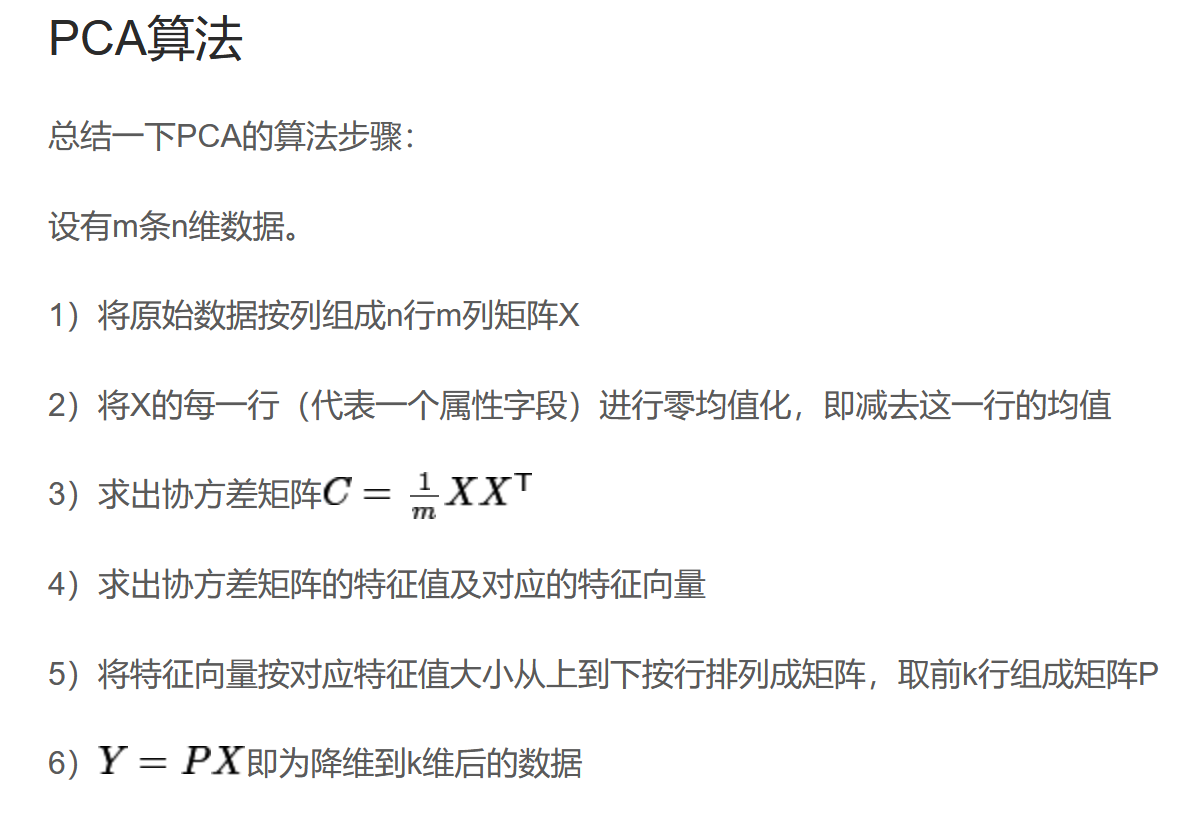 PCA算法
总结一下PCA的算法步骤：
设有m条n维数据。
1）将原始数据按列组成n行m列矩阵X
2）将X的每一行（代表一个属性字段）进行零均值化，即减去这一行的均值
3）求出协方差矩阵$C = \frac{1}{m}XX^\mathsf{T}$
4）求出协方差矩阵的特征值及对应的特征向量
5）将特征向量按对应特征值大小从上到下按行排列成矩阵，取前k行组成矩阵P
6）$Y = PX$即为降维到k维后的数据